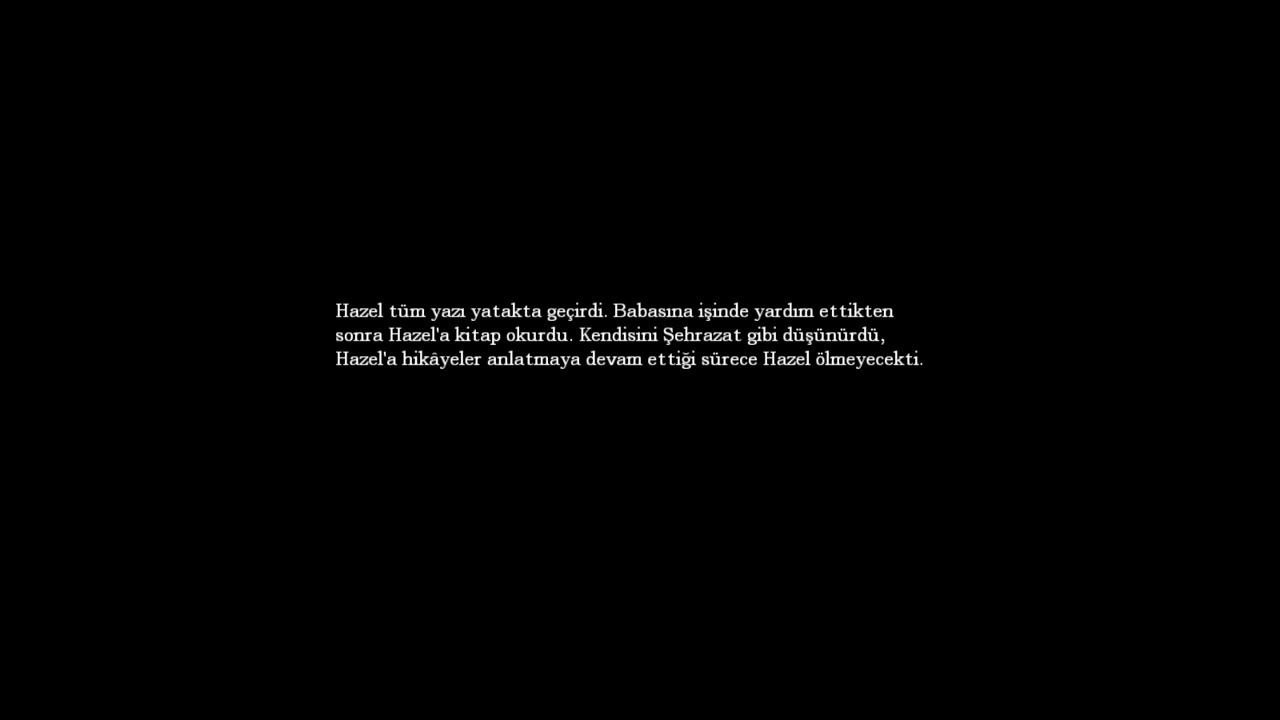 Hazel tüm yazı yatakta geçirdi. Babasına işinde yardım ettikten
sonra Hazel'a kitap okurdu. Kendisini Şehrazat gibi düşünürdü,
Hazel'a hikâyeler anlatmaya devam ettiği sürece Hazel ölmeyecekti.